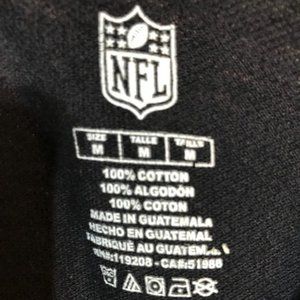 NFL
SIZE TALLE TAILLE
M M M
100% COTTON
100% ALGODÓN
100% COTON
MADE IN GUATEMALA
HECHO EN GUATEMAL
FABRIQUÉ AU GUATEM
RN#:119208 - CA#:51986